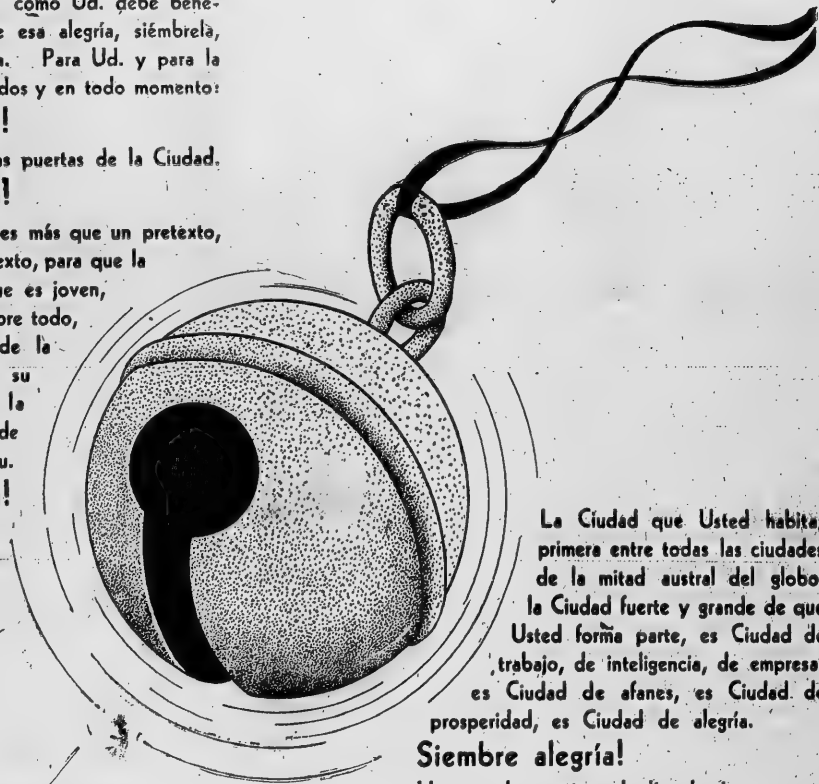 como Ud. debe bene-
esa alegría, siémbrela,
Para Ud. y para la
dos y en todo momento:
!
puertas de la Ciudad.
!
es más que un pretexto,
para que la
es joven,
todo,
de la
su
la
de
!
La Ciudad que Usted habita,
primera entre todas las ciudades
de la mitad austral del globo,
la Ciudad fuerte y grande de que
Usted forma parte, es Ciudad de
trabajo, de inteligencia, de empresa,
es Ciudad de afanes, es Ciudad de
prosperidad, es Ciudad de alegría.
Siembre alegría!